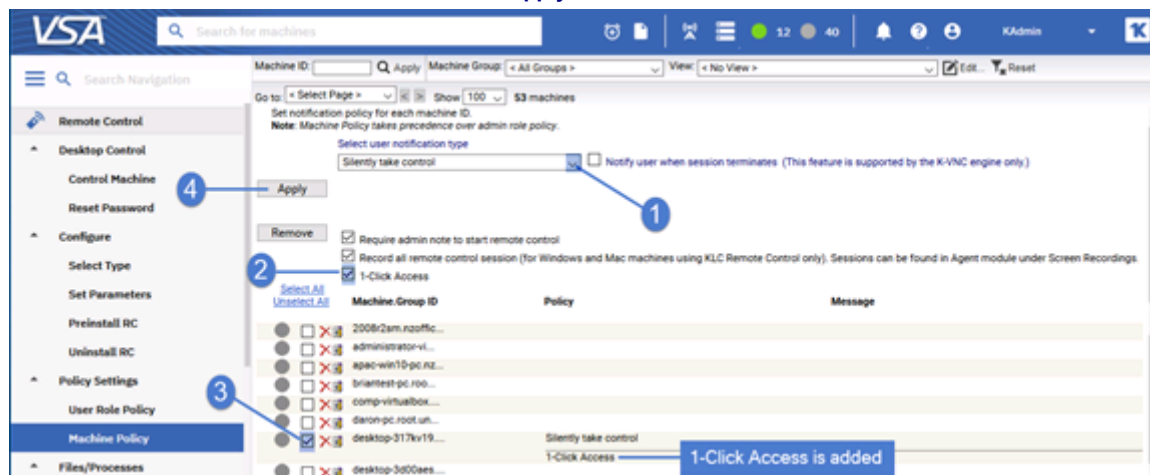 Apply
VSA
Search for machines
12
40
KAdmin
Search Navigation
Machine ID:
Apply
Machine Group:
< All Groups >
View:
< No View >
Edit...
Reset
Go to:
< Select Page >
Show
100
53 machines
Set notification policy for each machine ID.
Note: Machine Policy takes precedence over admin role policy.
Select user notification type
Silently take control
Notify user when session terminates (This feature is supported by the K-VNC engine only.)
1
4
Apply
Remove
Require admin note to start remote control
Record all remote control session (for Windows and Mac machines using KLC Remote Control only). Sessions can be found in Agent module under Screen Recordings.
2
1-Click Access
Select All
Unselect All
Machine.Group ID
Policy
Message
2008r2sm.nzoffic...
administrator-vi...
apac-win10-pc.nz...
briantest-pc.roo...
comp-virtualbox....
daron-pc.root.un...
3
desktop-317kv19....
Silently take control
1-Click Access
1-Click Access is added
desktop-3d00aes....
Remote Control
Desktop Control
Control Machine
Reset Password
Configure
Select Type
Set Parameters
Preinstall RC
Uninstall RC
Policy Settings
User Role Policy
Machine Policy
Files/Processes